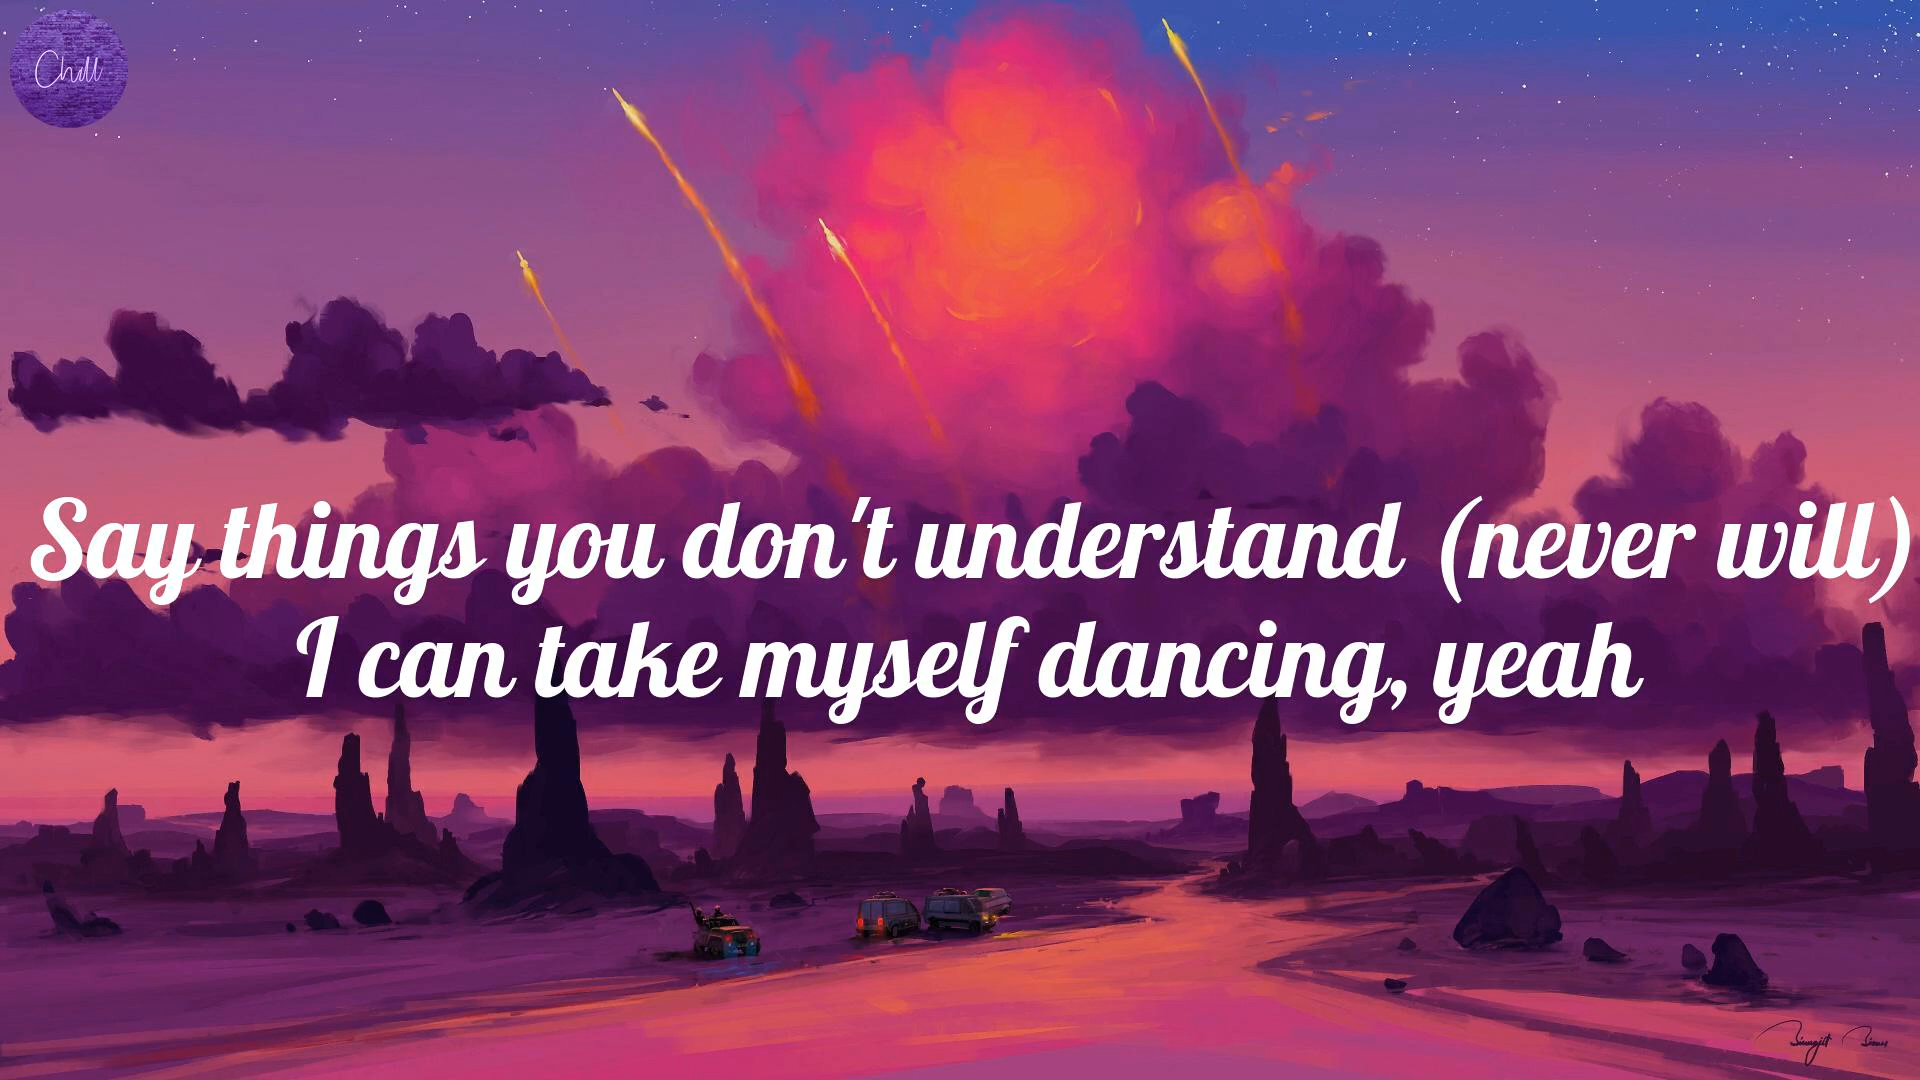 Chill
Say things you don't understand (never will)
I can take myself dancing, yeah